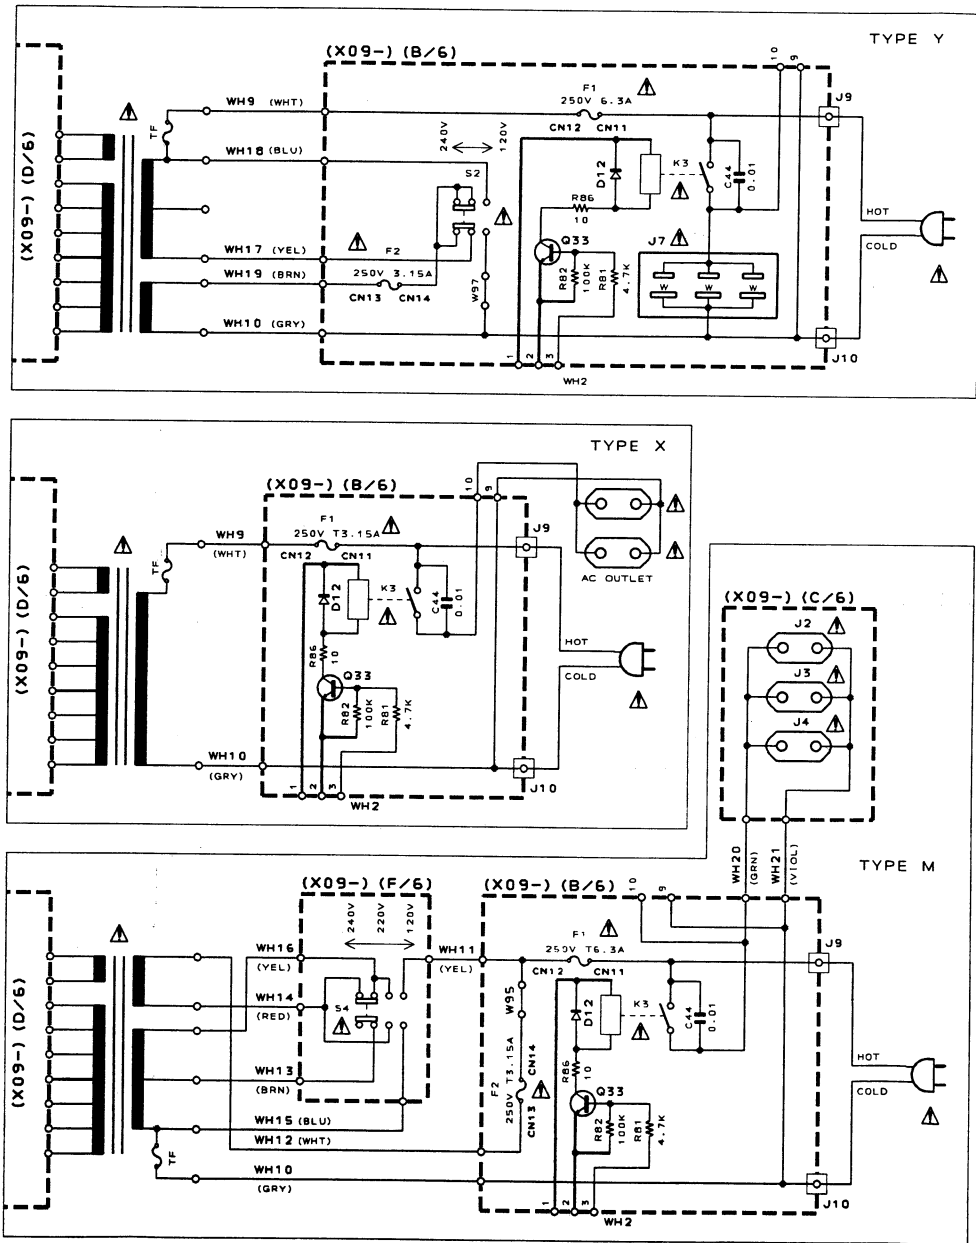 TYPE Y
(X09-) (B/6)
10
9
(X09-) (D/6)
TF
WH9 (WHT)
F1
250V 6.3A
CN12 CN11
J9
WH18 (BLU)
240V
120V
S2
D12
K3
C44
0.01
R86
10
HOT
COLD
WH17 (YEL)
F2
Q33
R82
100K
R81
4.7K
J7
W W W
WH19 (BRN)
250V 3.15A
CN13 CN14
W97
WH10 (GRY)
1
2
3
WH2
J10
TYPE X
(X09-) (B/6)
10
9
(X09-) (D/6)
TF
WH9
(WHT)
F1
250V T3.15A
CN12 CN11
J9
AC OUTLET
D12
K3
C44
0.01
R86
10
Q33
R82
100K
R81
4.7K
HOT
COLD
WH10
(GRY)
1
2
3
WH2
J10
(X09-) (C/6)
J2
J3
J4
WH20
(GRN)
WH21
(VIOL)
TYPE M
(X09-) (D/6)
(X09-) (F/6)
240V
220V
120V
S4
WH16
(YEL)
WH14
(RED)
WH13
(BRN)
WH15 (BLU)
WH12 (WHT)
TF
WH10
(GRY)
WH11
(YEL)
(X09-) (B/6)
10
9
F1
250V T6.3A
CN12 CN11
J9
W95
F2
250V T3.15A
CN13 CN14
D12
K3
C44
0.01
R86
10
Q33
R82
100K
R81
4.7K
HOT
COLD
1
2
3
WH2
J10